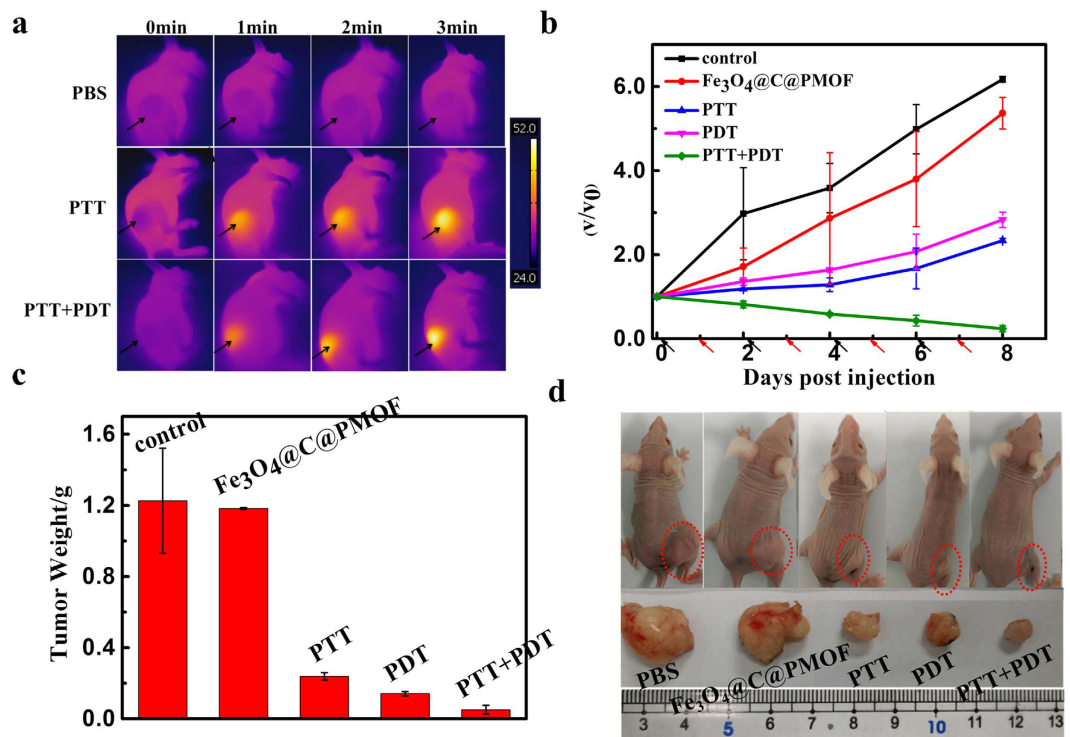 a
0min 1min 2min 3min
PBS
PTT
PTT+PDT
52.0
24.0
b
control
Fe₃O₄@C@PMOF
PTT
PDT
PTT+PDT
(v/v₀)
6.0
4.0
2.0
0.0
0 2 4 6 8
Days post injection
c
Tumor Weight/g
1.6
1.2
0.8
0.4
0.0
control
Fe₃O₄@C@PMOF
PTT
PDT
PTT+PDT
d
PBS
Fe₃O₄@C@PMOF
PTT
PDT
PTT+PDT
3 4 5 6 7 8 9 10 11 12 13